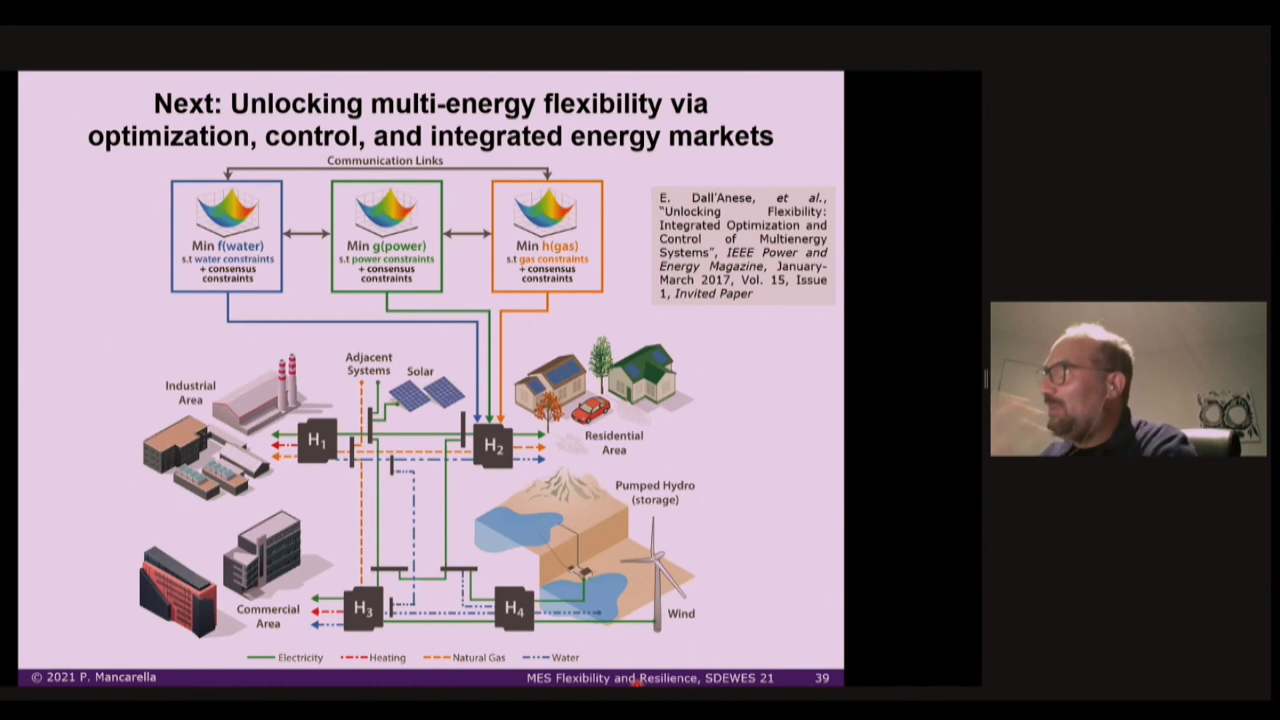 Next: Unlocking multi-energy flexibility via
optimization, control, and integrated energy markets
Communication Links
Min f(water)
s.t water constraints
+ consensus
constraints
Min g(power)
s.t power constraints
+ consensus
constraints
Min h(gas)
s.t gas constraints
+ consensus
constraints
E. Dall'Anese, et al.,
"Unlocking Flexibility:
Integrated Optimization and
Control of Multienergy
Systems", IEEE Power and
Energy Magazine, January-
March 2017, Vol. 15, Issue
1, Invited Paper
Industrial
Area
Adjacent
Systems
Solar
H1
H2
Residential
Area
Pumped Hydro
(storage)
Commercial
Area
H3
H4
Wind
Electricity
Heating
Natural Gas
Water
© 2021 P. Mancarella
MES Flexibility and Resilience, SDEWES 21
39